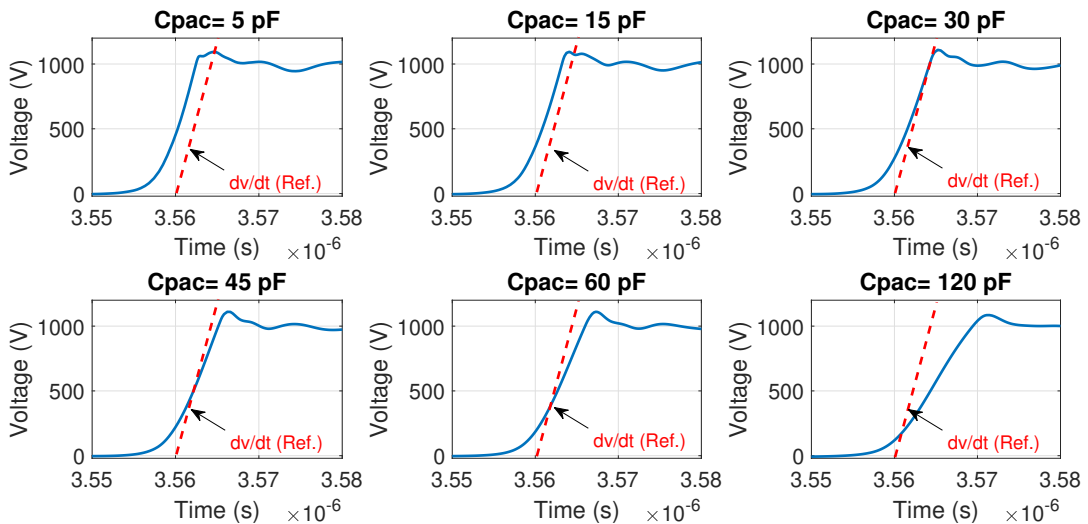 Cpac= 5 pF
Voltage (V)
1000
500
0
dv/dt (Ref.)
3.55 3.56 3.57 3.58
Time (s) ×10-6
Cpac= 15 pF
Voltage (V)
1000
500
0
dv/dt (Ref.)
3.55 3.56 3.57 3.58
Time (s) ×10-6
Cpac= 30 pF
Voltage (V)
1000
500
0
dv/dt (Ref.)
3.55 3.56 3.57 3.58
Time (s) ×10-6
Cpac= 45 pF
Voltage (V)
1000
500
0
dv/dt (Ref.)
3.55 3.56 3.57 3.58
Time (s) ×10-6
Cpac= 60 pF
Voltage (V)
1000
500
0
dv/dt (Ref.)
3.55 3.56 3.57 3.58
Time (s) ×10-6
Cpac= 120 pF
Voltage (V)
1000
500
0
dv/dt (Ref.)
3.55 3.56 3.57 3.58
Time (s) ×10-6